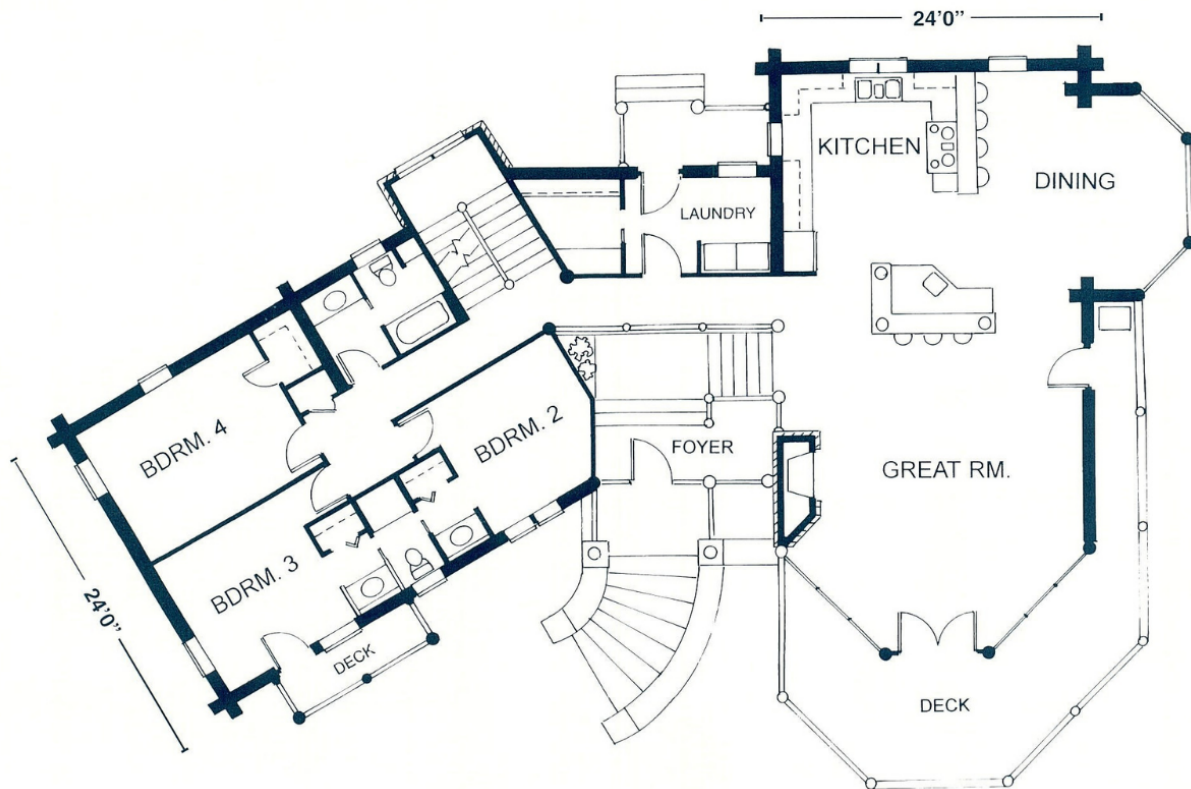 24'0"
KITCHEN
DINING
LAUNDRY
BDRM. 4
BDRM. 2
FOYER
GREAT RM.
BDRM. 3
24'0"
DECK
DECK